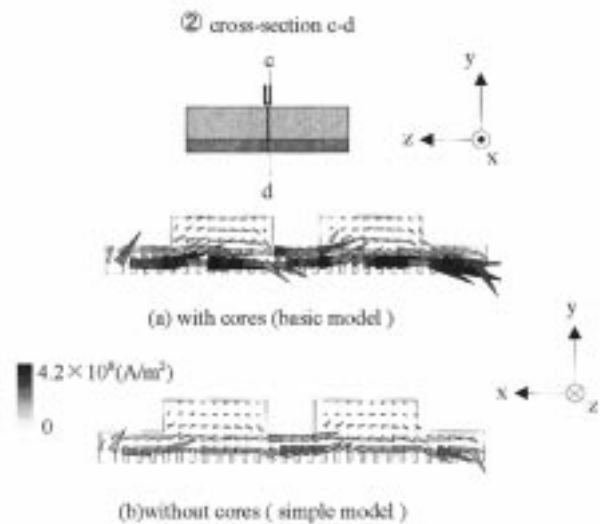 ② cross-section c-d
c
y
z
x
d
(a) with cores (basic model )
y
4.2×10⁸(A/m²)
x
z
0
(b)without cores ( simple model )